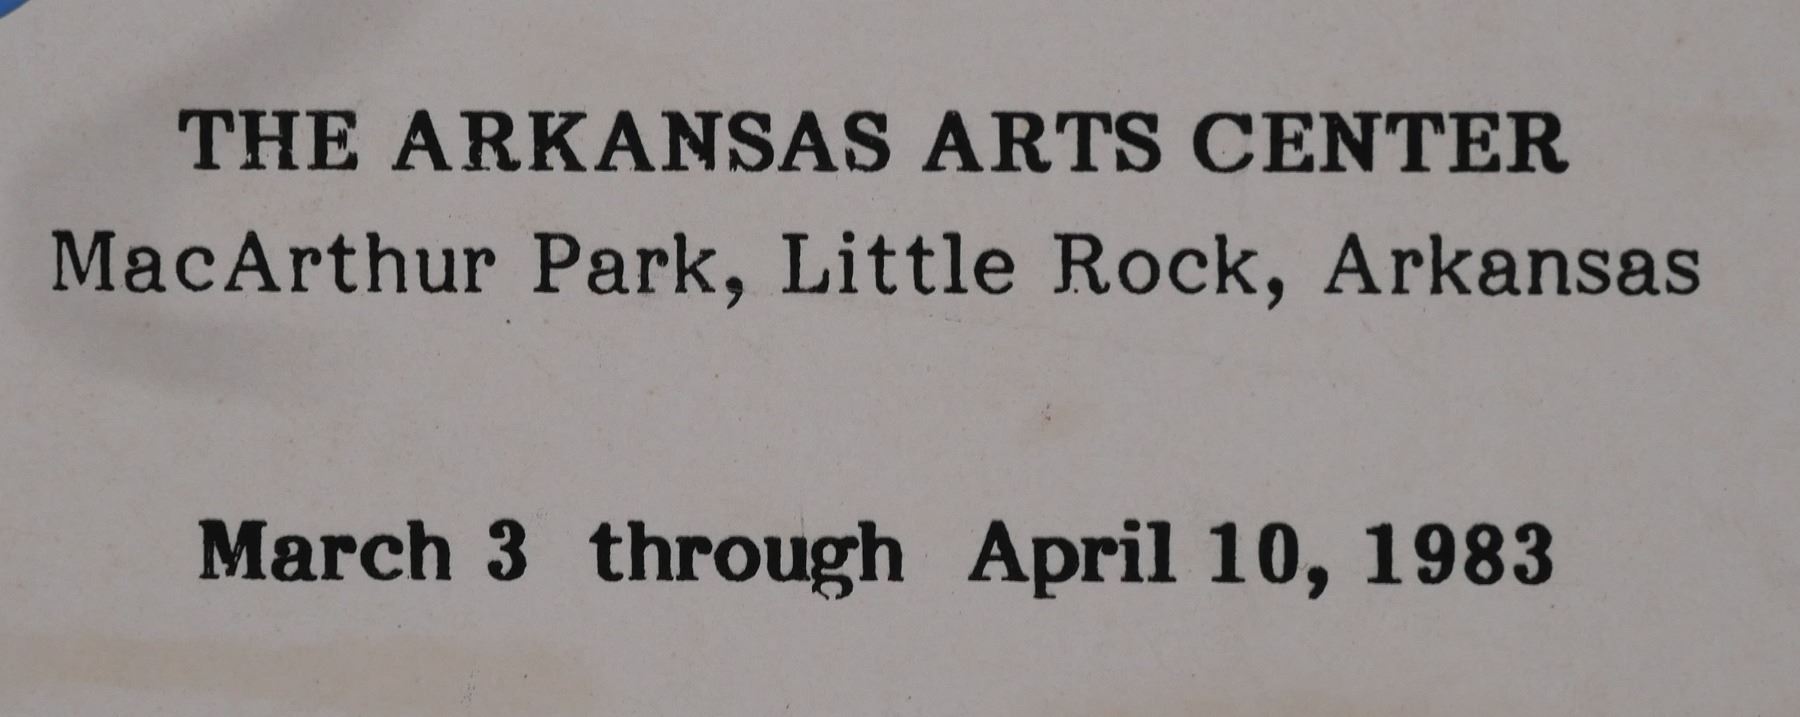 THE ARKANSAS ARTS CENTER
MacArthur Park, Little Rock, Arkansas
March 3 through April 10, 1983